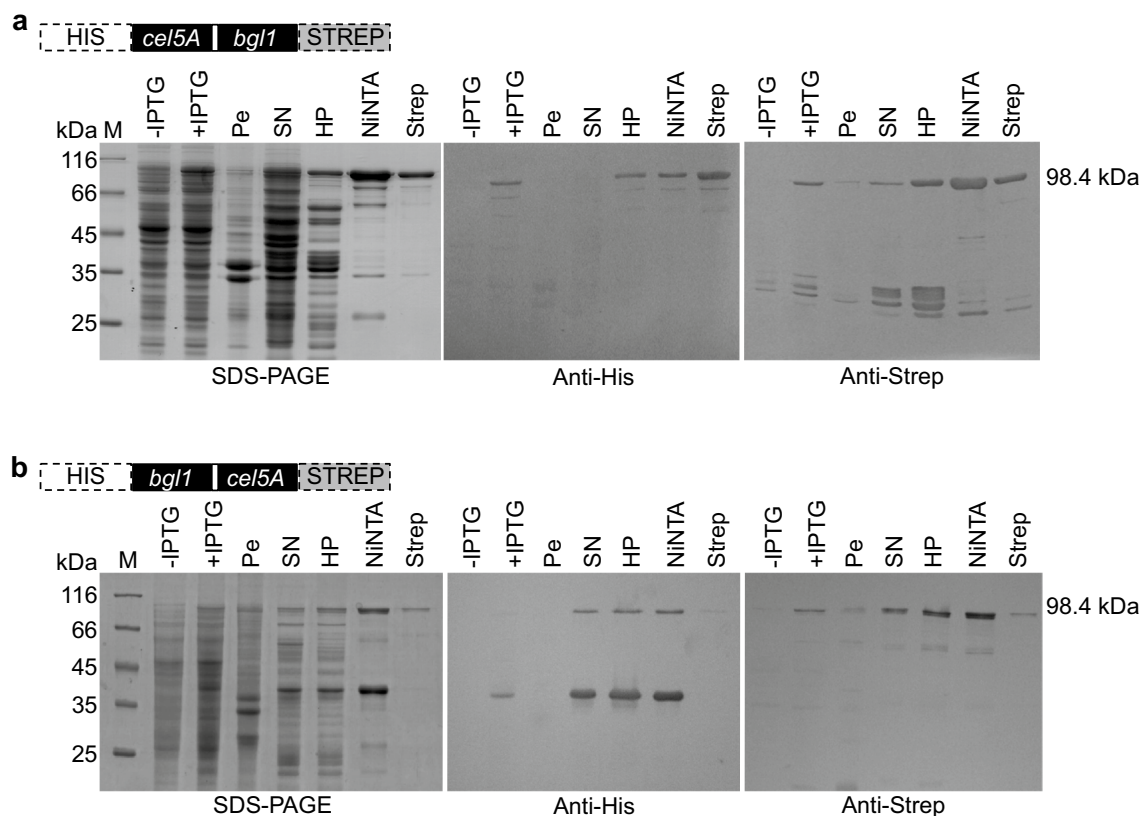 a
HIS cel5A bgl1 STREP
kDa M -IPTG +IPTG Pe SN HP NiNTA Strep -IPTG +IPTG Pe SN HP NiNTA Strep -IPTG +IPTG Pe SN HP NiNTA Strep
116
66
45
35
25
98.4 kDa
SDS-PAGE Anti-His Anti-Strep
b
HIS bgl1 cel5A STREP
kDa M -IPTG +IPTG Pe SN HP NiNTA Strep -IPTG +IPTG Pe SN HP NiNTA Strep -IPTG +IPTG Pe SN HP NiNTA Strep
116
66
45
35
25
98.4 kDa
SDS-PAGE Anti-His Anti-Strep